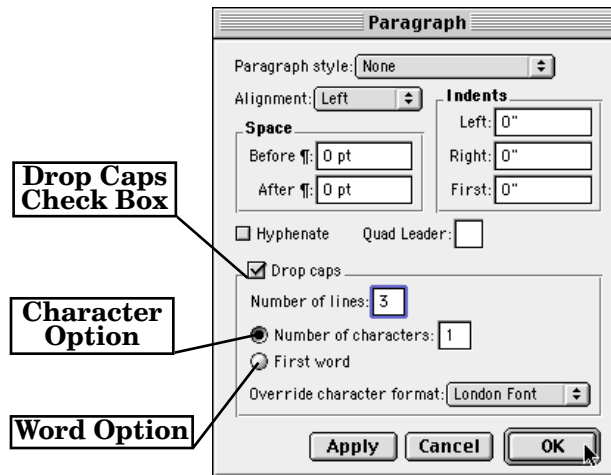 Paragraph
Paragraph style: None
Alignment: Left
Indents
Left: 0"
Space
Before ¶: 0 pt
Right: 0"
After ¶: 0 pt
First: 0"
Drop Caps
Check Box
Hyphenate Quad Leader:
Drop caps
Number of lines: 3
Character
Option
Number of characters: 1
First word
Override character format: London Font
Word Option
Apply Cancel OK